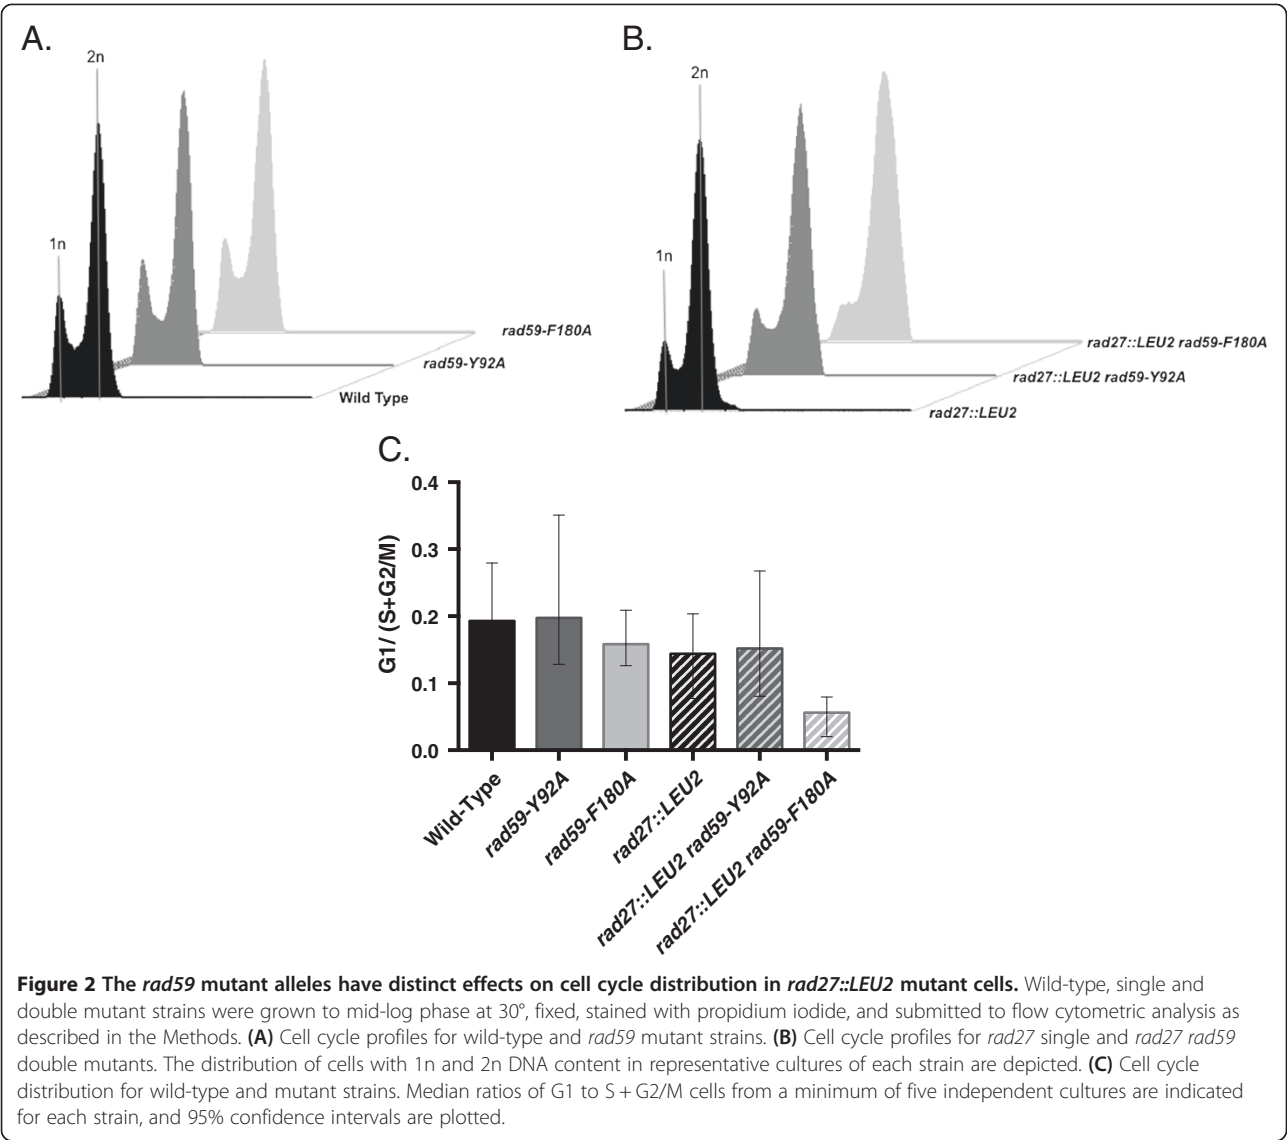 A.
2n
1n
rad59-F180A
rad59-Y92A
Wild Type
B.
2n
1n
rad27::LEU2 rad59-F180A
rad27::LEU2 rad59-Y92A
rad27::LEU2
C.
G1/ (S+G2/M)
0.4
0.3
0.2
0.1
0.0
Wild-Type
rad59-Y92A
rad59-F180A
rad27::LEU2
rad27::LEU2 rad59-Y92A
rad27::LEU2 rad59-F180A
Figure 2 The rad59 mutant alleles have distinct effects on cell cycle distribution in rad27::LEU2 mutant cells. Wild-type, single and
double mutant strains were grown to mid-log phase at 30°, fixed, stained with propidium iodide, and submitted to flow cytometric analysis as
described in the Methods. (A) Cell cycle profiles for wild-type and rad59 mutant strains. (B) Cell cycle profiles for rad27 single and rad27 rad59
double mutants. The distribution of cells with 1n and 2n DNA content in representative cultures of each strain are depicted. (C) Cell cycle
distribution for wild-type and mutant strains. Median ratios of G1 to S + G2/M cells from a minimum of five independent cultures are indicated
for each strain, and 95% confidence intervals are plotted.